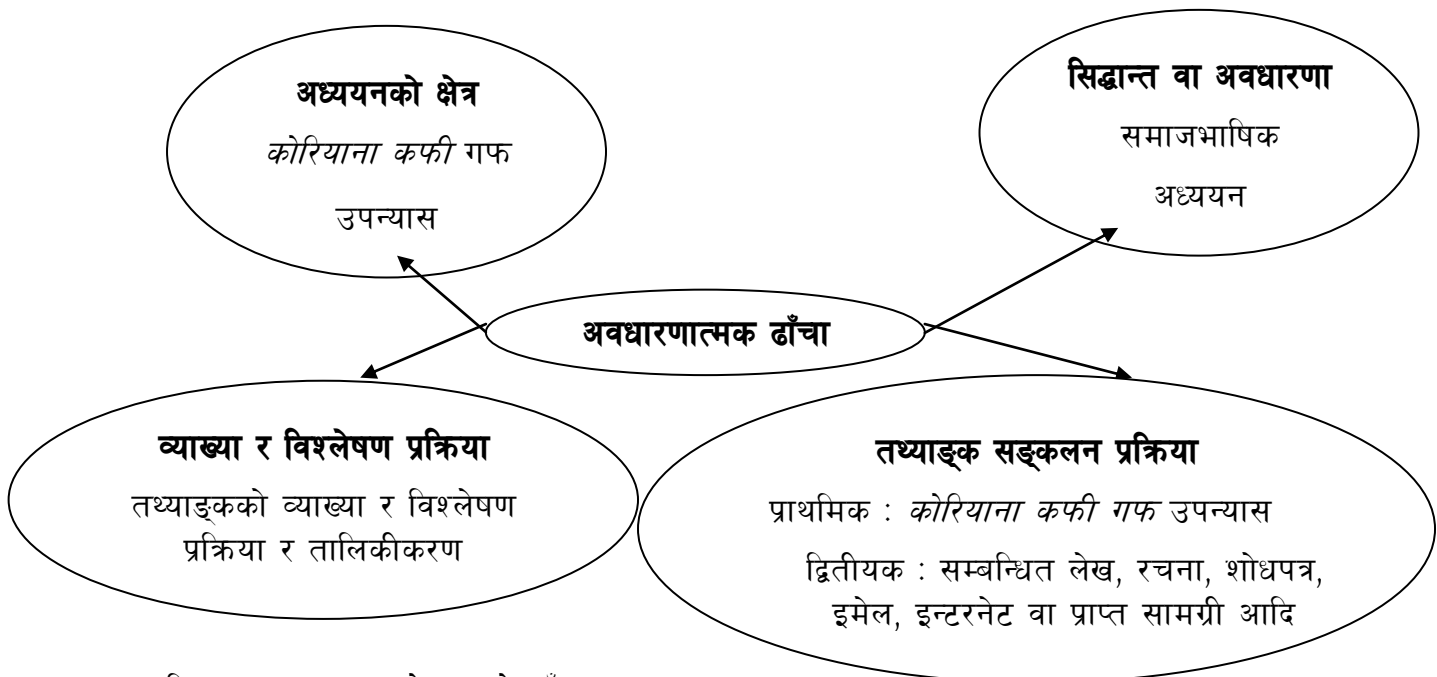 अध्ययनको क्षेत्र
कोरियाना कफी गफ
उपन्यास
सिद्धान्त वा अवधारणा
समाजभाषिक
अध्ययन
अवधारणात्मक ढाँचा
व्याख्या र विश्लेषण प्रक्रिया
तथ्याङ्कको व्याख्या र विश्लेषण
प्रक्रिया र तालिकीकरण
तथ्याङ्क सङ्कलन प्रक्रिया
प्राथमिक : कोरियाना कफी गफ उपन्यास
द्वितीयक : सम्बन्धित लेख, रचना, शोधपत्र,
इमेल, इन्टरनेट वा प्राप्त सामग्री आदि